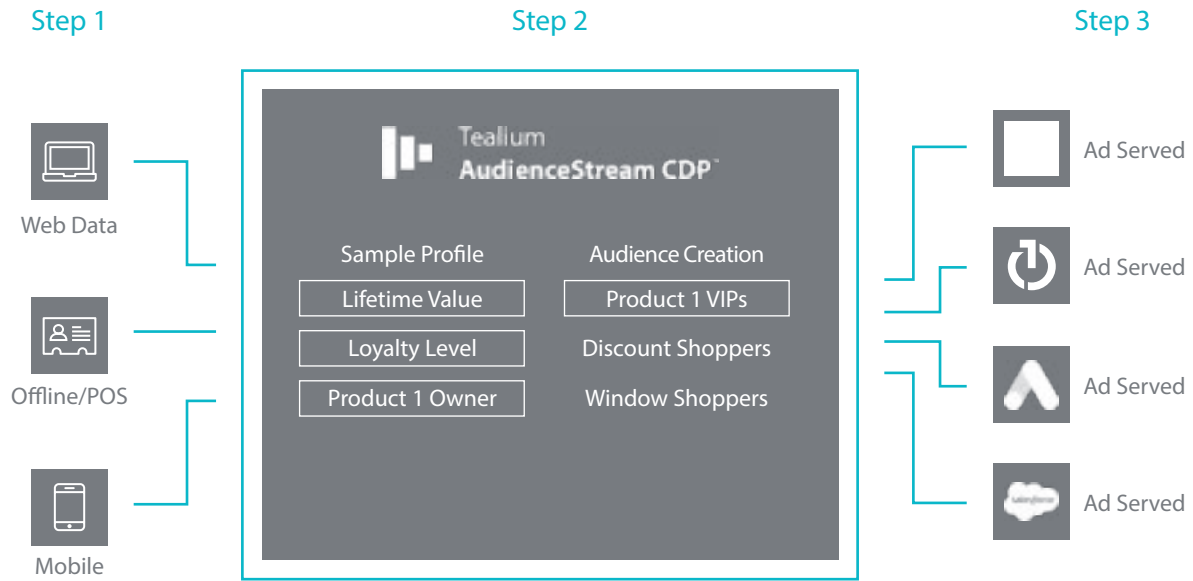 Step 1
Step 2
Step 3
Web Data
Offline/POS
Mobile
Tealium
AudienceStream CDP™
Sample Profile
Lifetime Value
Loyalty Level
Product 1 Owner
Audience Creation
Product 1 VIPs
Discount Shoppers
Window Shoppers
Ad Served
Ad Served
Ad Served
salesforce
Ad Served